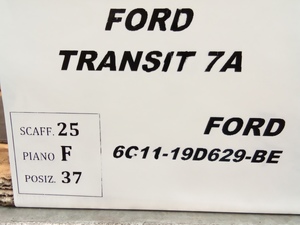 FORD
TRANSIT 7A
SCAFF. 25
PIANO F
POSIZ. 37
FORD
6C11-19D629-BE